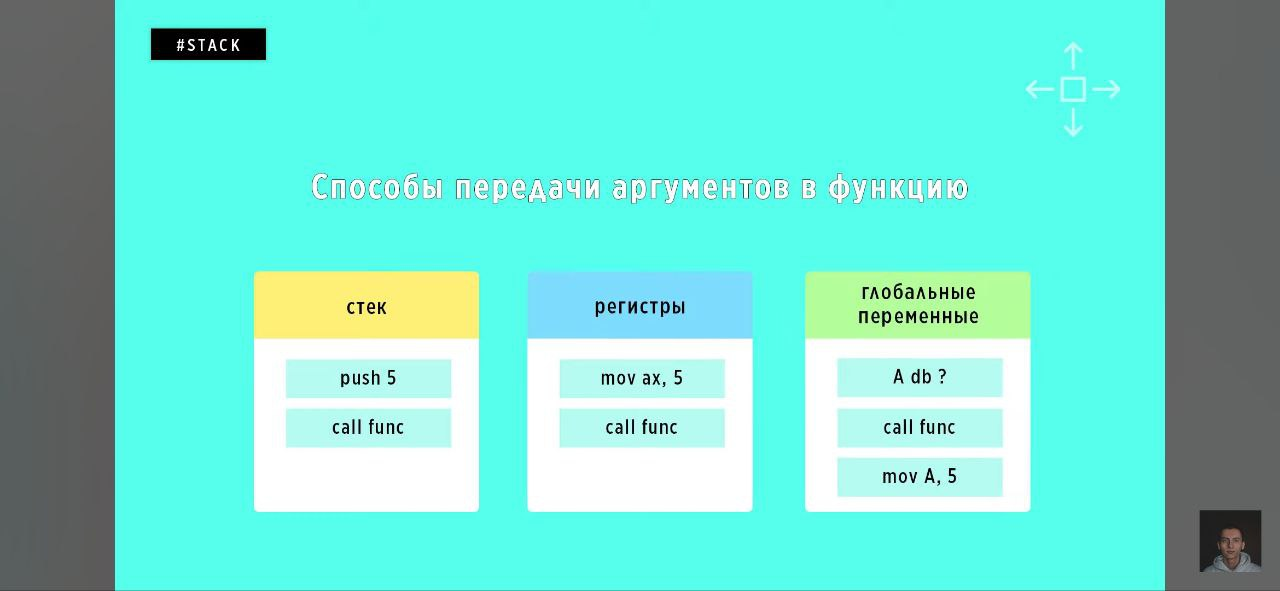 #STACK
Способы передачи аргументов в функцию
стек
push 5
call func
регистры
mov ax, 5
call func
глобальные
переменные
A db ?
call func
mov A, 5